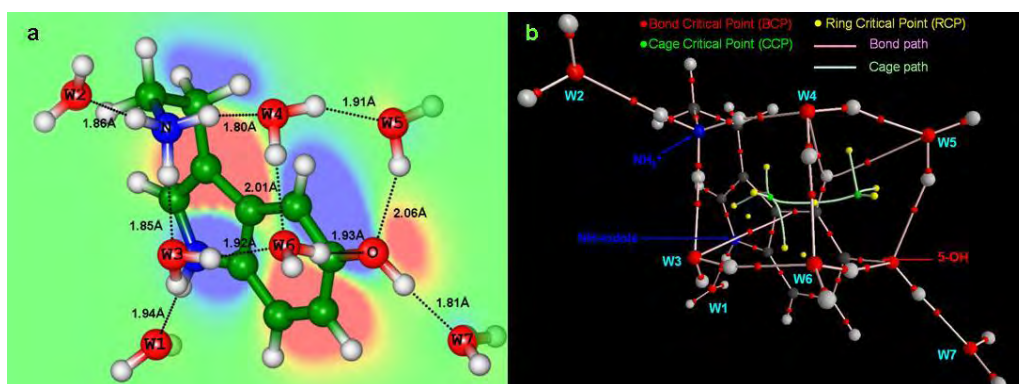 a
W2
1.86Å
N
1.80Å
W4
1.91Å
W5
2.01Å
2.06Å
1.85Å
W3
1.92Å
W6
1.93Å
O
1.94Å
W1
1.81Å
W7
b
Bond Critical Point (BCP)
Ring Critical Point (RCP)
Cage Critical Point (CCP)
Bond path
Cage path
W2
W4
W5
NH₃⁺
W3
W6
5-OH
W1
W7